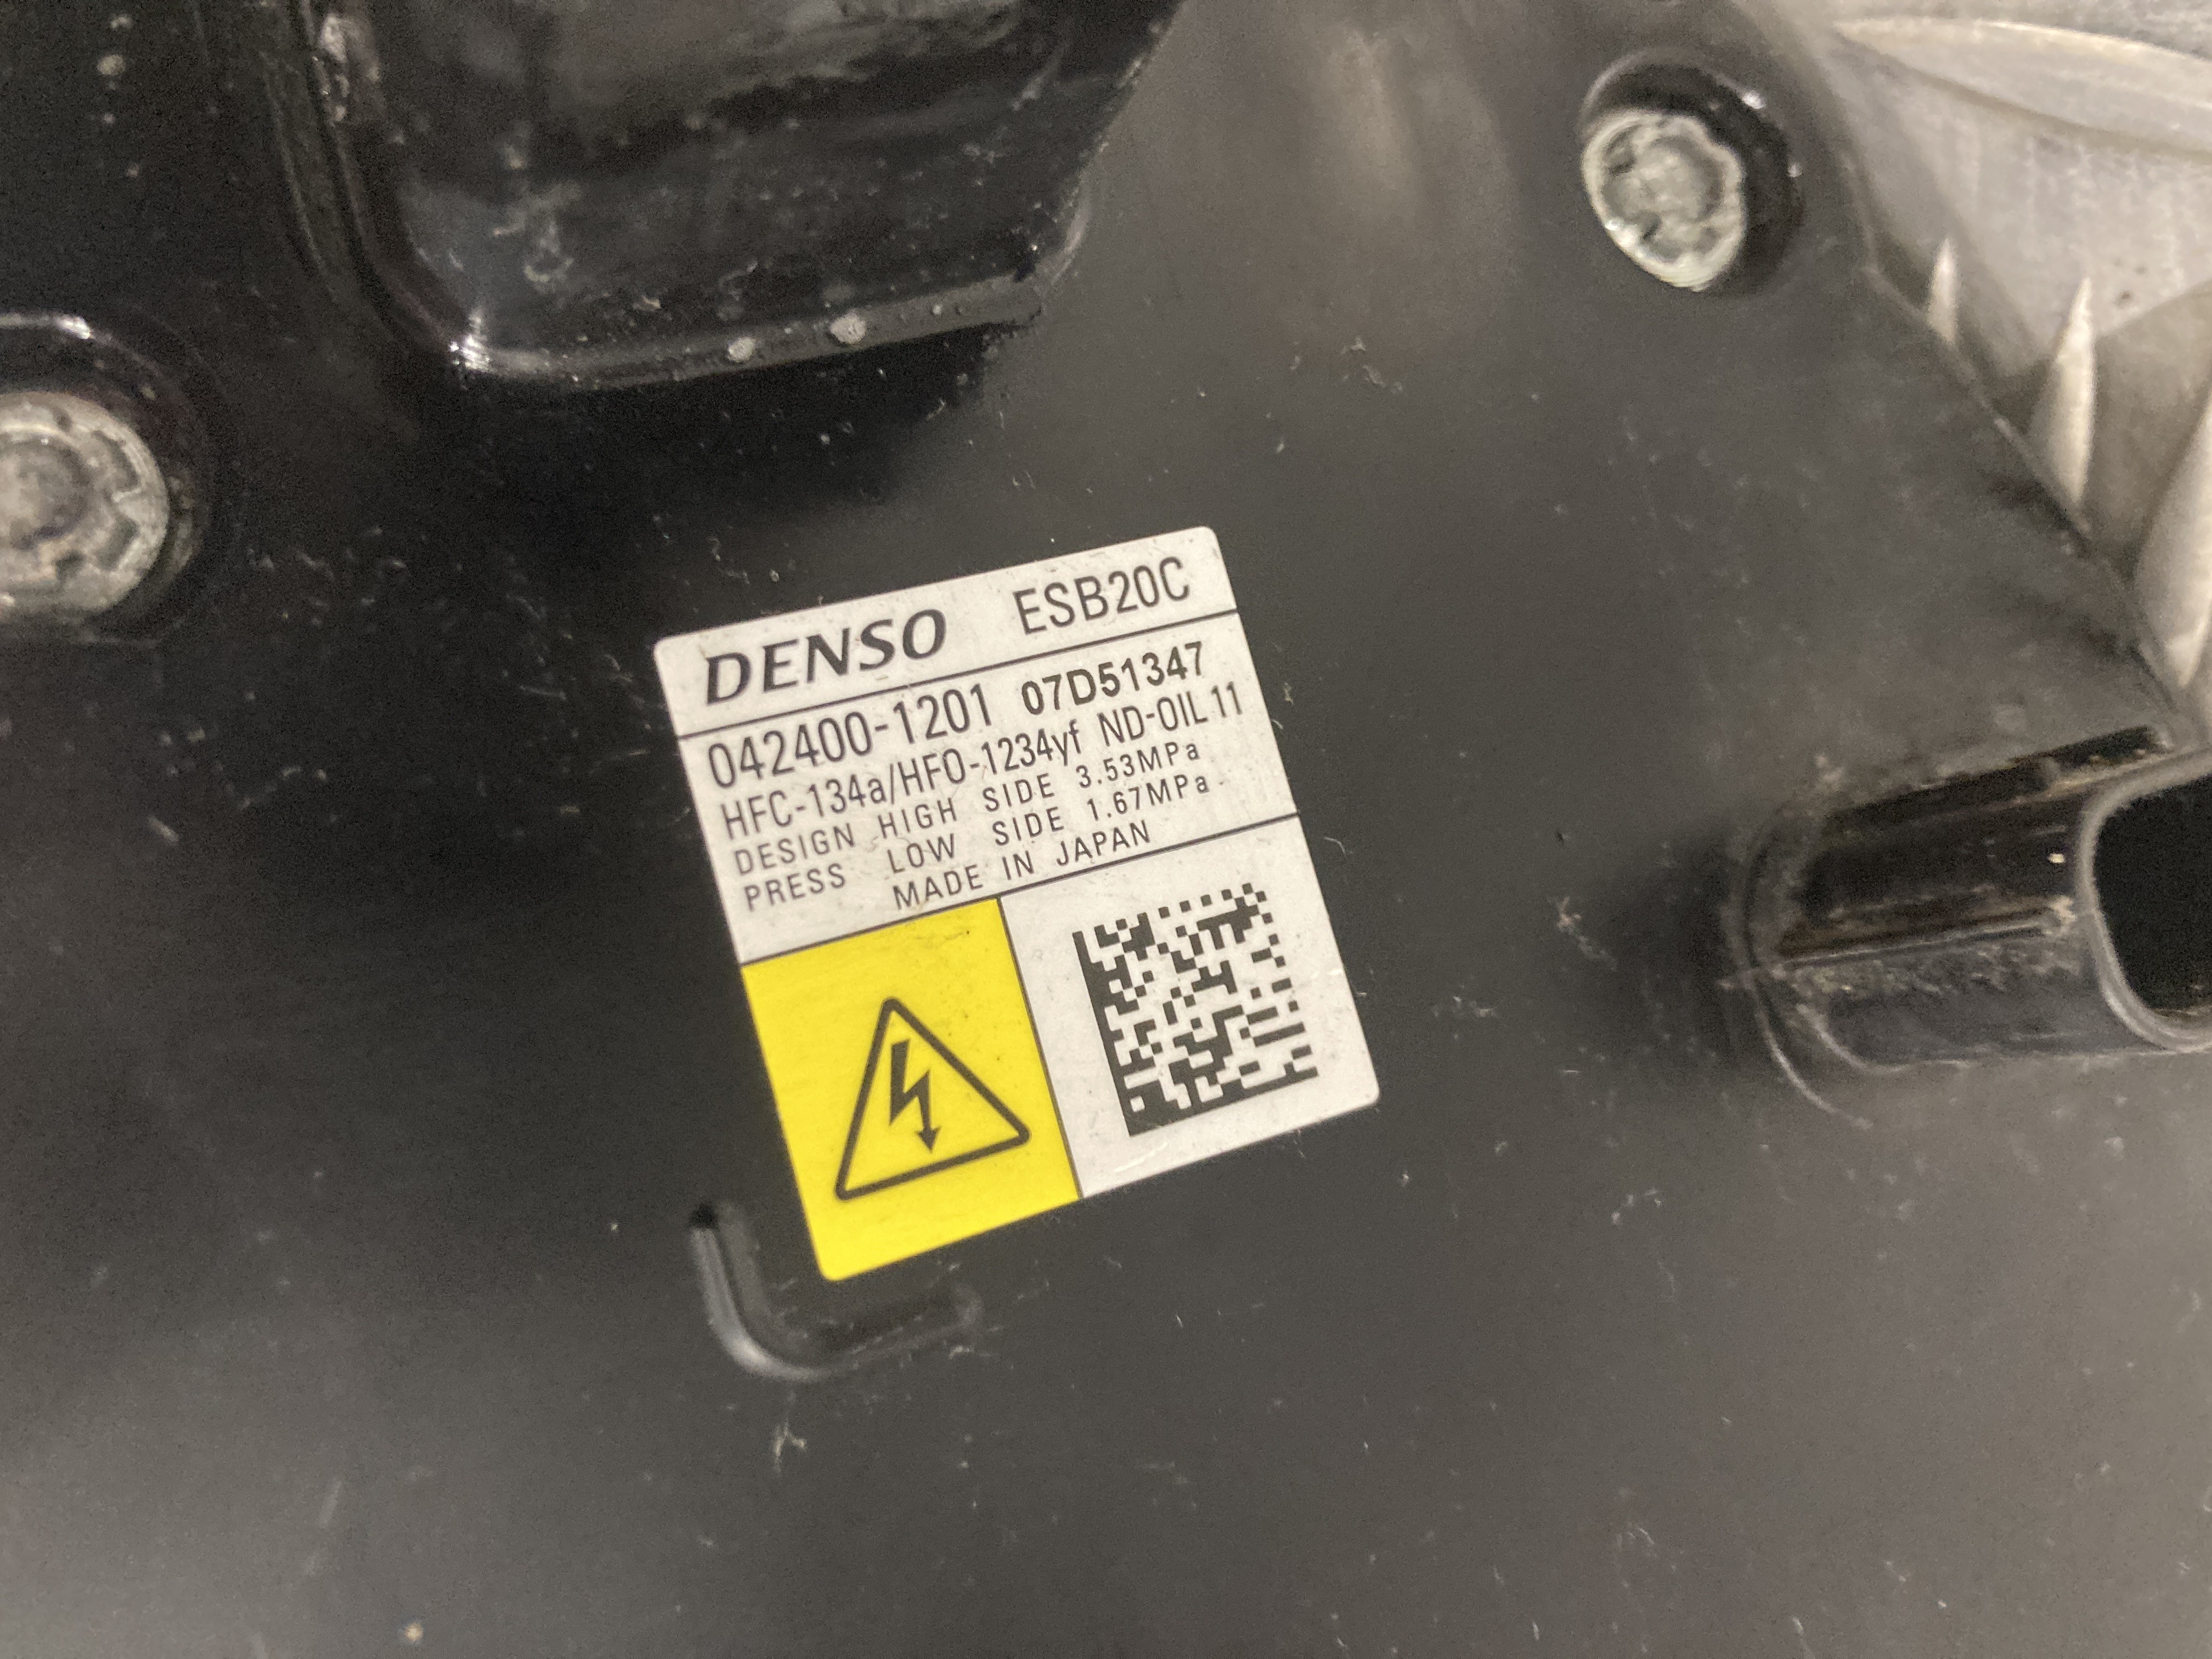 DENSO ESB20C
042400-1201 07D51347
HFC-134a/HFO-1234yf ND-OIL 11
DESIGN HIGH SIDE 3.53MPa
PRESS LOW SIDE 1.67MPa
MADE IN JAPAN